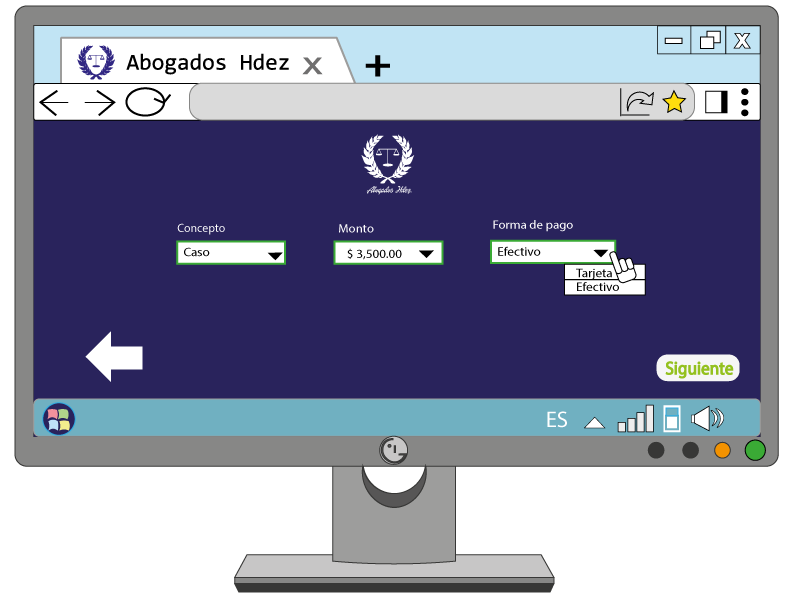 Abogados Hdez X
X
Abogados Hdez.
Concepto
Monto
Forma de pago
Caso
$ 3,500.00
Efectivo
Tarjeta
Efectivo
Siguiente
ES